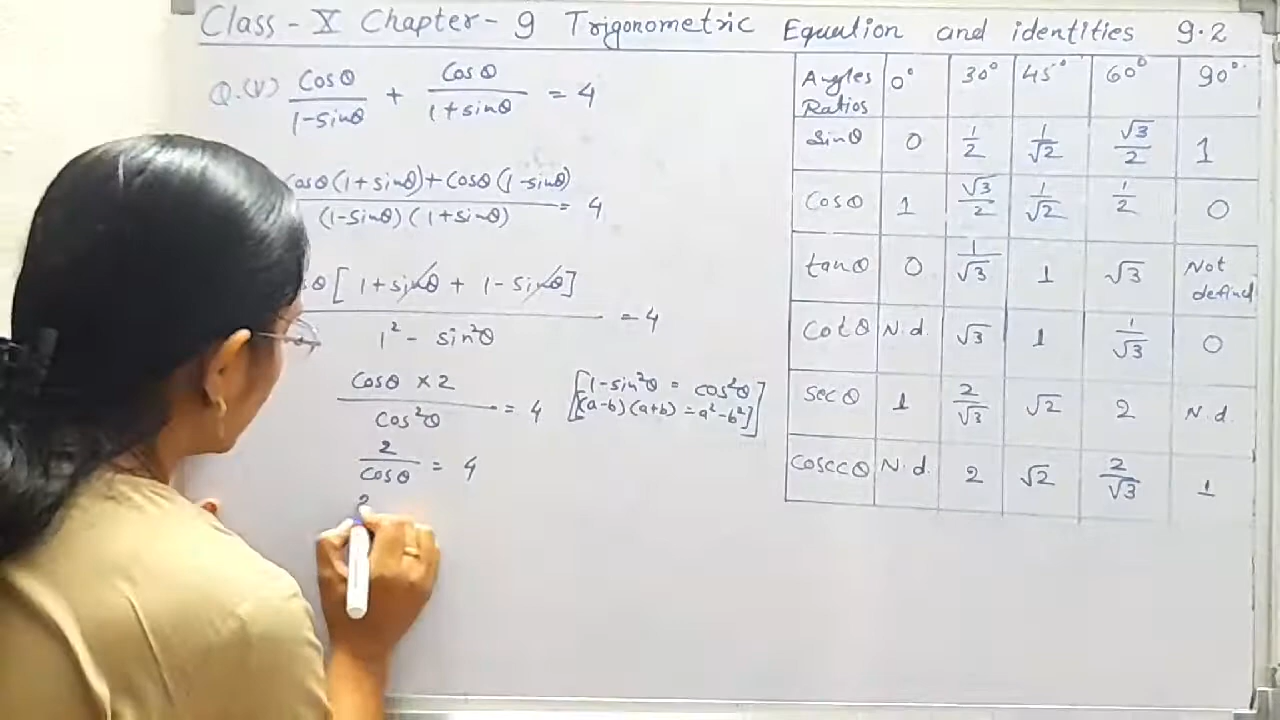 Class - X Chapter - 9 Trigonometric Equation and identities 9.2
Q.(V) Cosθ/(1-sinθ) + Cosθ/(1+sinθ) = 4
cosθ(1+sinθ)+Cosθ(1-sinθ)/(1-sinθ)(1+sinθ) = 4
θ[1+sinθ + 1-sinθ]/1² - sin²θ = 4
Cosθ ×2/Cos²θ = 4
[1-sin²θ = cos²θ]
[(a-b)(a+b) = a²-b²]
2/Cosθ = 4
2
Angles Ratios 0° 30° 45° 60° 90°
Sinθ 0 1/2 1/√2 √3/2 1
Cosθ 1 √3/2 1/√2 1/2 0
tanθ 0 1/√3 1 √3 Not defined
Cotθ N.d. √3 1 1/√3 0
Secθ 1 2/√3 √2 2 N.d.
Cosecθ N.d. 2 √2 2/√3 1